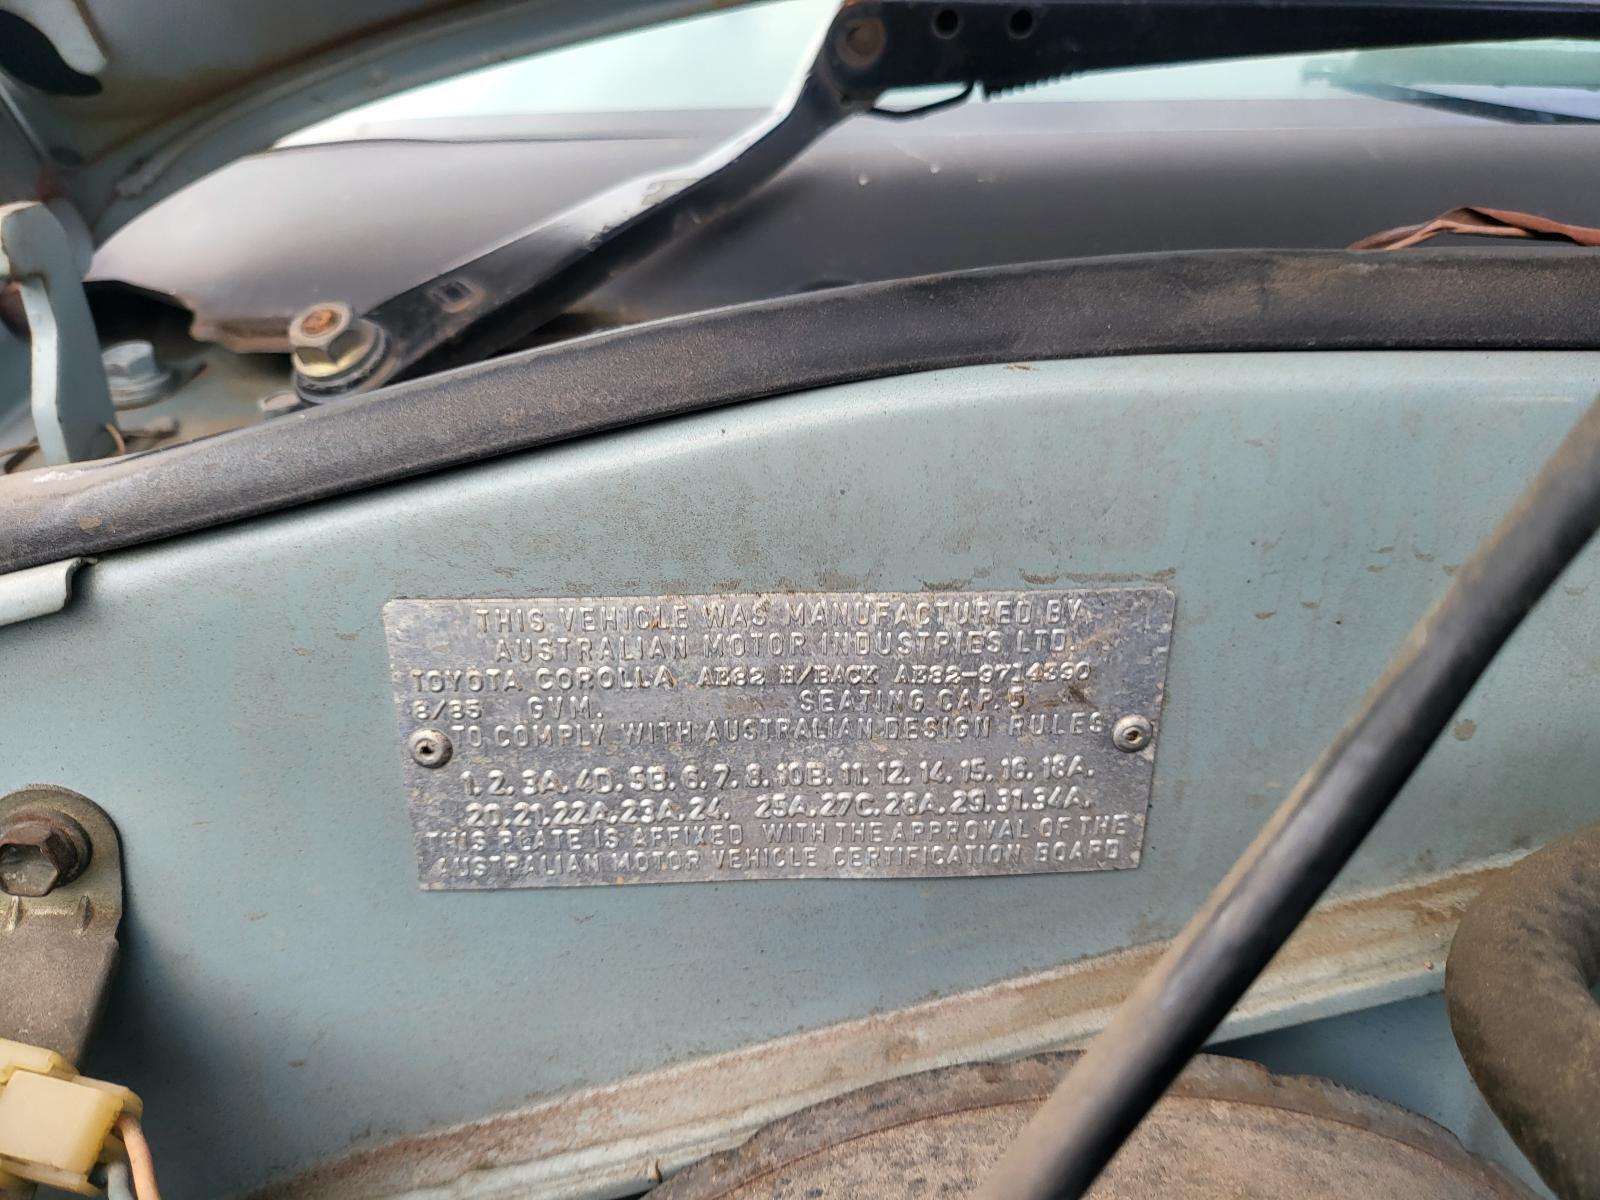 THIS VEHICLE WAS MANUFACTURED BY
AUSTRALIAN MOTOR INDUSTRIES LTD.
TOYOTA COROLLA AE82 H/BACK AE82-9714390
8/85 GVM. SEATING CAP. 5
TO COMPLY WITH AUSTRALIAN DESIGN RULES
1. 2. 3A. 4D. 5B. 6. 7. 8. 10B. 11. 12. 14. 15. 16. 18A.
20. 21. 22A. 23A. 24. 25A. 27C. 28A. 29. 31. 34A.
THIS PLATE IS AFFIXED WITH THE APPROVAL OF THE
AUSTRALIAN MOTOR VEHICLE CERTIFICATION BOARD